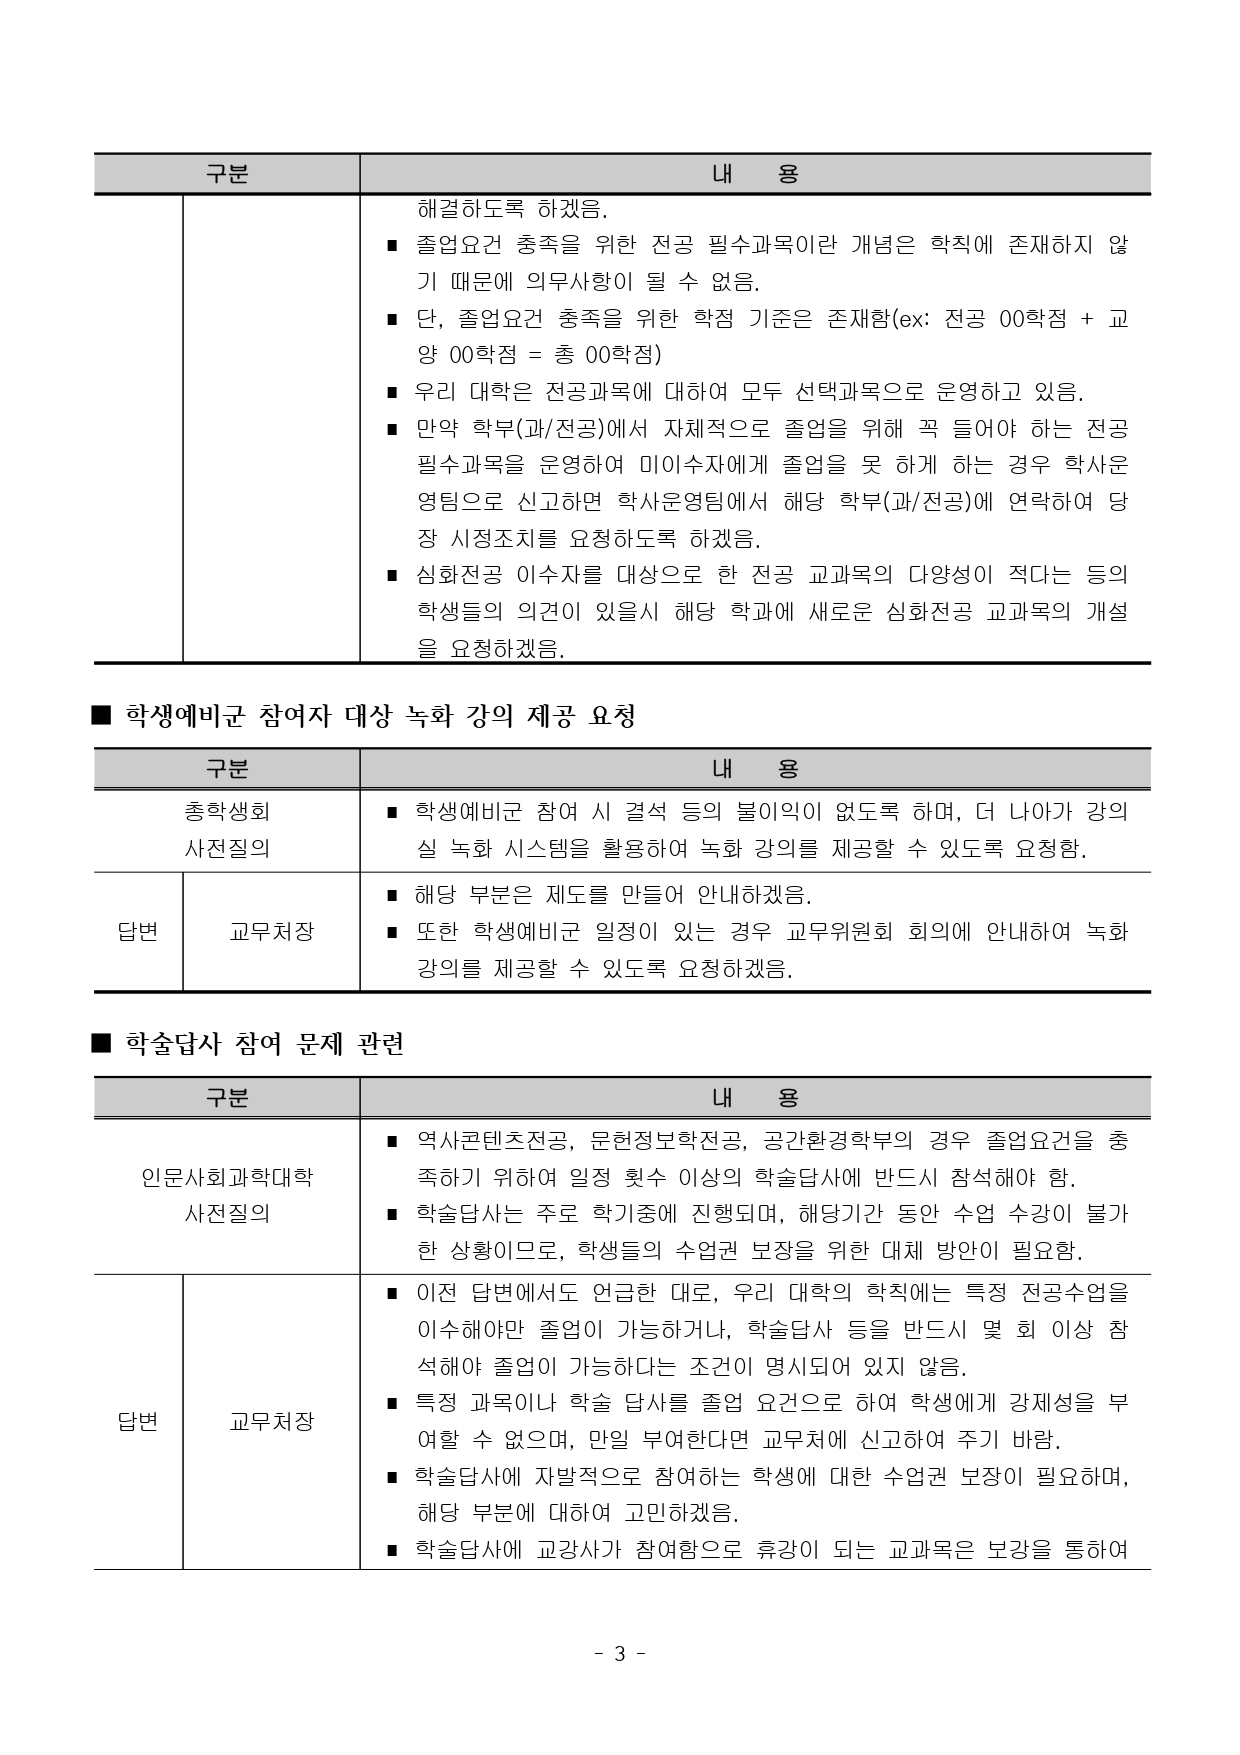 구분 내 용
해결하도록 하겠음.
■ 졸업요건 충족을 위한 전공 필수과목이란 개념은 학칙에 존재하지 않
기 때문에 의무사항이 될 수 없음.
■ 단, 졸업요건 충족을 위한 학점 기준은 존재함(ex: 전공 00학점 + 교
양 00학점 = 총 00학점)
■ 우리 대학은 전공과목에 대하여 모두 선택과목으로 운영하고 있음.
■ 만약 학부(과/전공)에서 자체적으로 졸업을 위해 꼭 들어야 하는 전공
필수과목을 운영하여 미이수자에게 졸업을 못 하게 하는 경우 학사운
영팀으로 신고하면 학사운영팀에서 해당 학부(과/전공)에 연락하여 당
장 시정조치를 요청하도록 하겠음.
■ 심화전공 이수자를 대상으로 한 전공 교과목의 다양성이 적다는 등의
학생들의 의견이 있을시 해당 학과에 새로운 심화전공 교과목의 개설
을 요청하겠음.
■ 학생예비군 참여자 대상 녹화 강의 제공 요청
구분 내 용
총학생회
사전질의
■ 학생예비군 참여 시 결석 등의 불이익이 없도록 하며, 더 나아가 강의
실 녹화 시스템을 활용하여 녹화 강의를 제공할 수 있도록 요청함.
답변 교무처장
■ 해당 부분은 제도를 만들어 안내하겠음.
■ 또한 학생예비군 일정이 있는 경우 교무위원회 회의에 안내하여 녹화
강의를 제공할 수 있도록 요청하겠음.
■ 학술답사 참여 문제 관련
구분 내 용
인문사회과학대학
사전질의
■ 역사콘텐츠전공, 문헌정보학전공, 공간환경학부의 경우 졸업요건을 충
족하기 위하여 일정 횟수 이상의 학술답사에 반드시 참석해야 함.
■ 학술답사는 주로 학기중에 진행되며, 해당기간 동안 수업 수강이 불가
한 상황이므로, 학생들의 수업권 보장을 위한 대체 방안이 필요함.
답변 교무처장
■ 이전 답변에서도 언급한 대로, 우리 대학의 학칙에는 특정 전공수업을
이수해야만 졸업이 가능하거나, 학술답사 등을 반드시 몇 회 이상 참
석해야 졸업이 가능하다는 조건이 명시되어 있지 않음.
■ 특정 과목이나 학술 답사를 졸업 요건으로 하여 학생에게 강제성을 부
여할 수 없으며, 만일 부여한다면 교무처에 신고하여 주기 바람.
■ 학술답사에 자발적으로 참여하는 학생에 대한 수업권 보장이 필요하며,
해당 부분에 대하여 고민하겠음.
■ 학술답사에 교강사가 참여함으로 휴강이 되는 교과목은 보강을 통하여
- 3 -